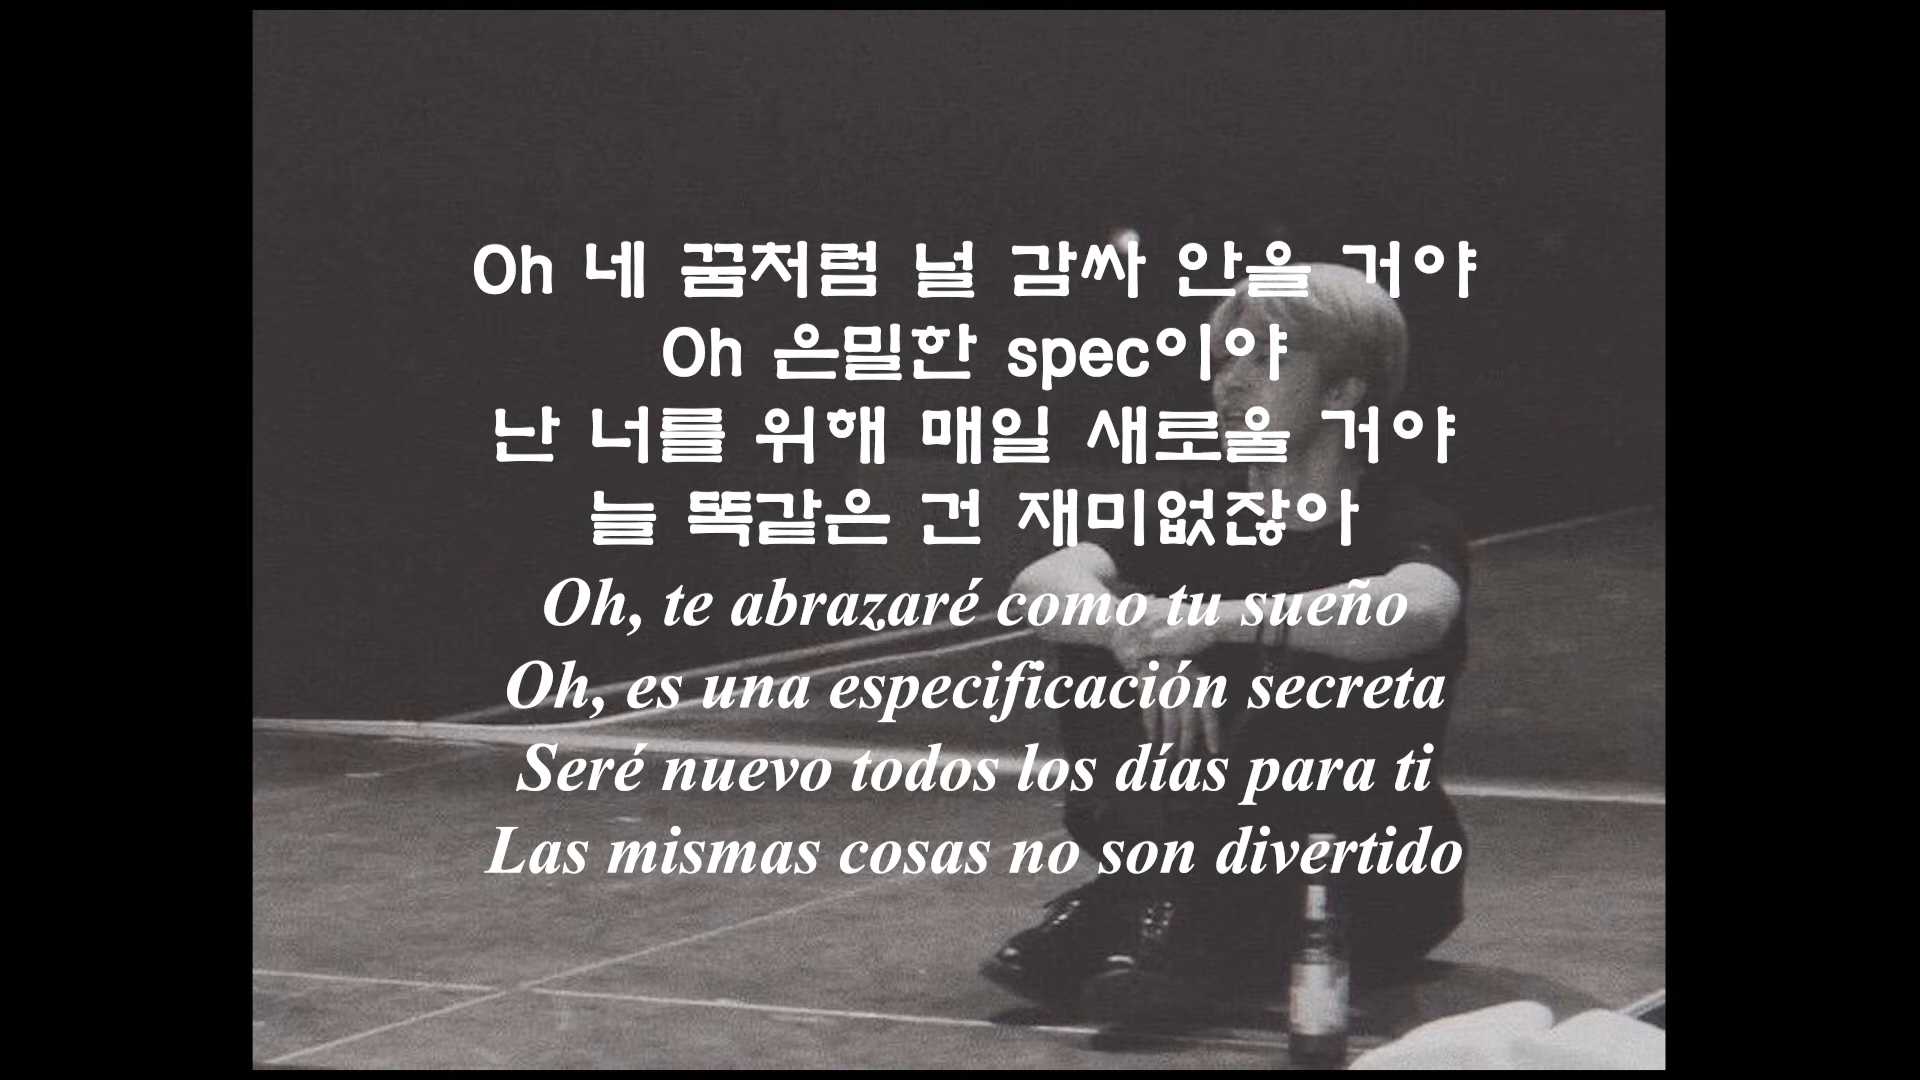 Oh 네 꿈처럼 널 감싸 안을 거야
Oh 은밀한 spec이야
난 너를 위해 매일 새로울 거야
늘 똑같은 건 재미없잖아
Oh, te abrazaré como tu sueño
Oh, es una especificación secreta
Seré nuevo todos los días para ti
Las mismas cosas no son divertido